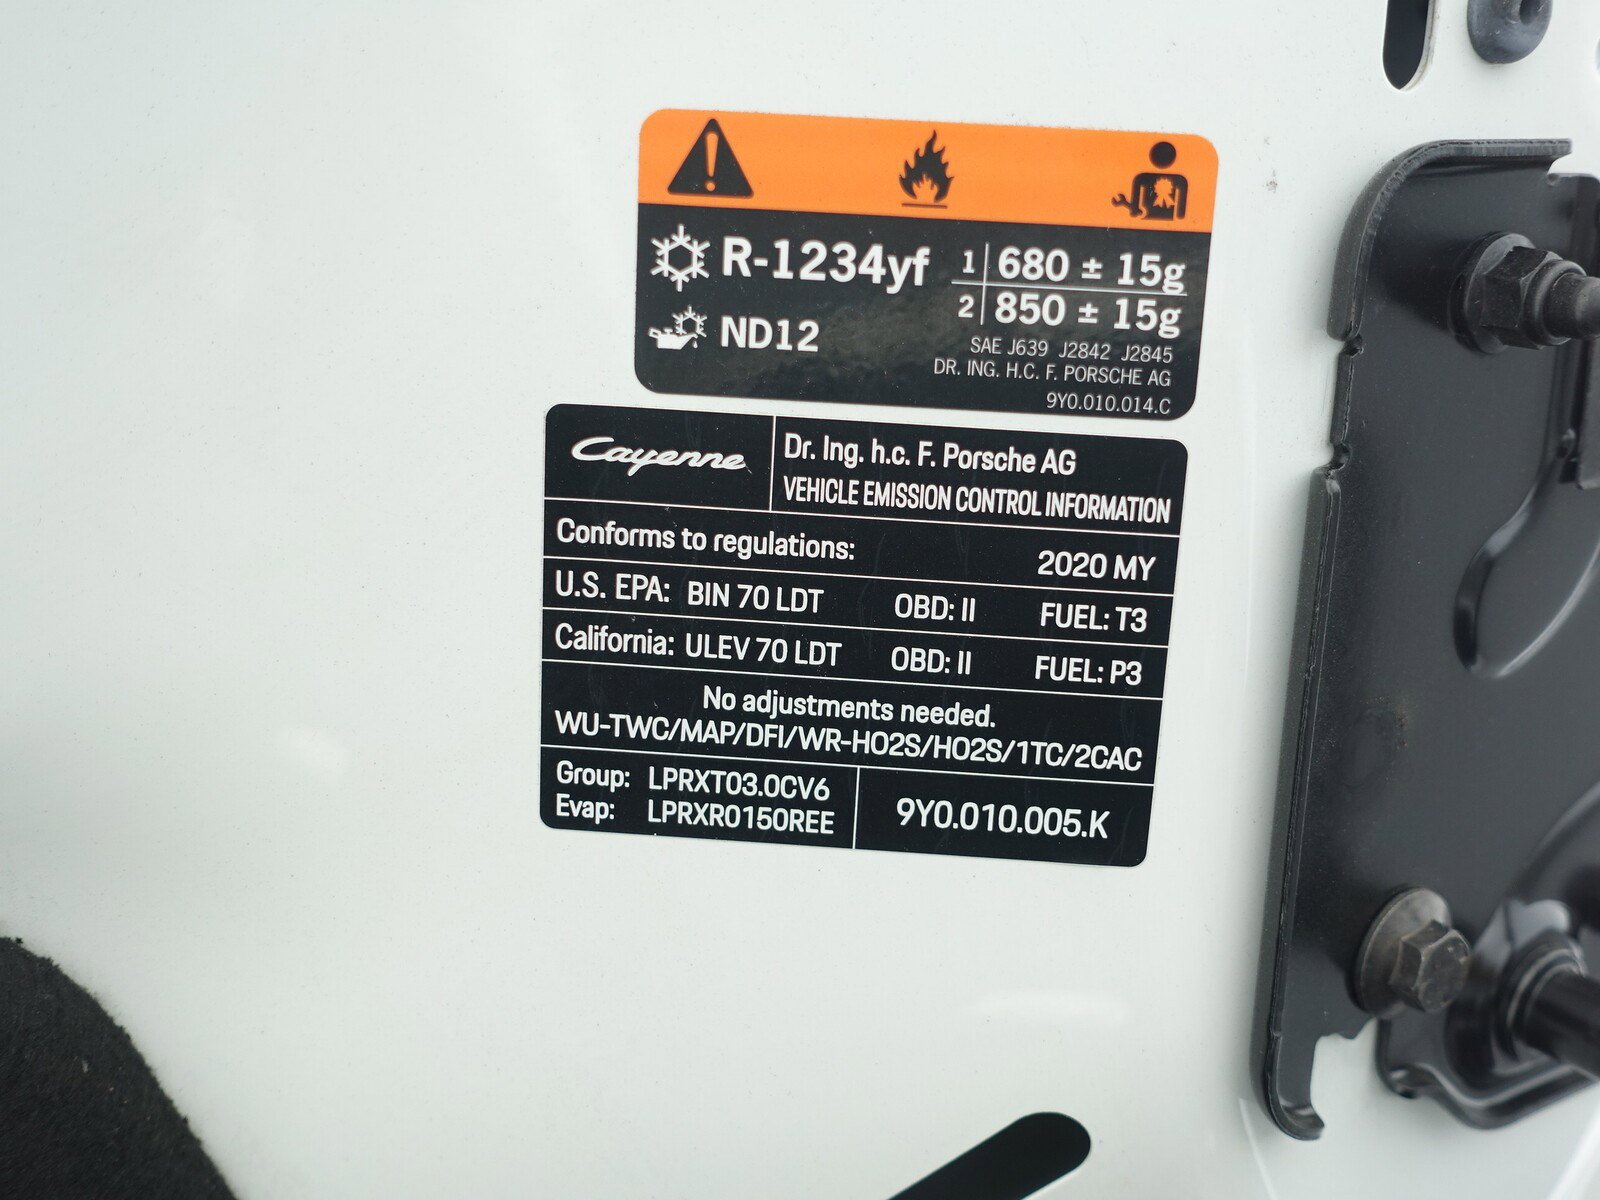 R-1234yf
1 680 ± 15g
2 850 ± 15g
ND12
SAE J639 J2842 J2845
DR. ING. H.C. F. PORSCHE AG
9Y0.010.014.C
Cayenne
Dr. Ing. h.c. F. Porsche AG
VEHICLE EMISSION CONTROL INFORMATION
Conforms to regulations: 2020 MY
U.S. EPA: BIN 70 LDT OBD: II FUEL: T3
California: ULEV 70 LDT OBD: II FUEL: P3
No adjustments needed.
WU-TWC/MAP/DFI/WR-HO2S/HO2S/1TC/2CAC
Group: LPRXT03.0CV6
Evap: LPRXR0150REE
9Y0.010.005.K